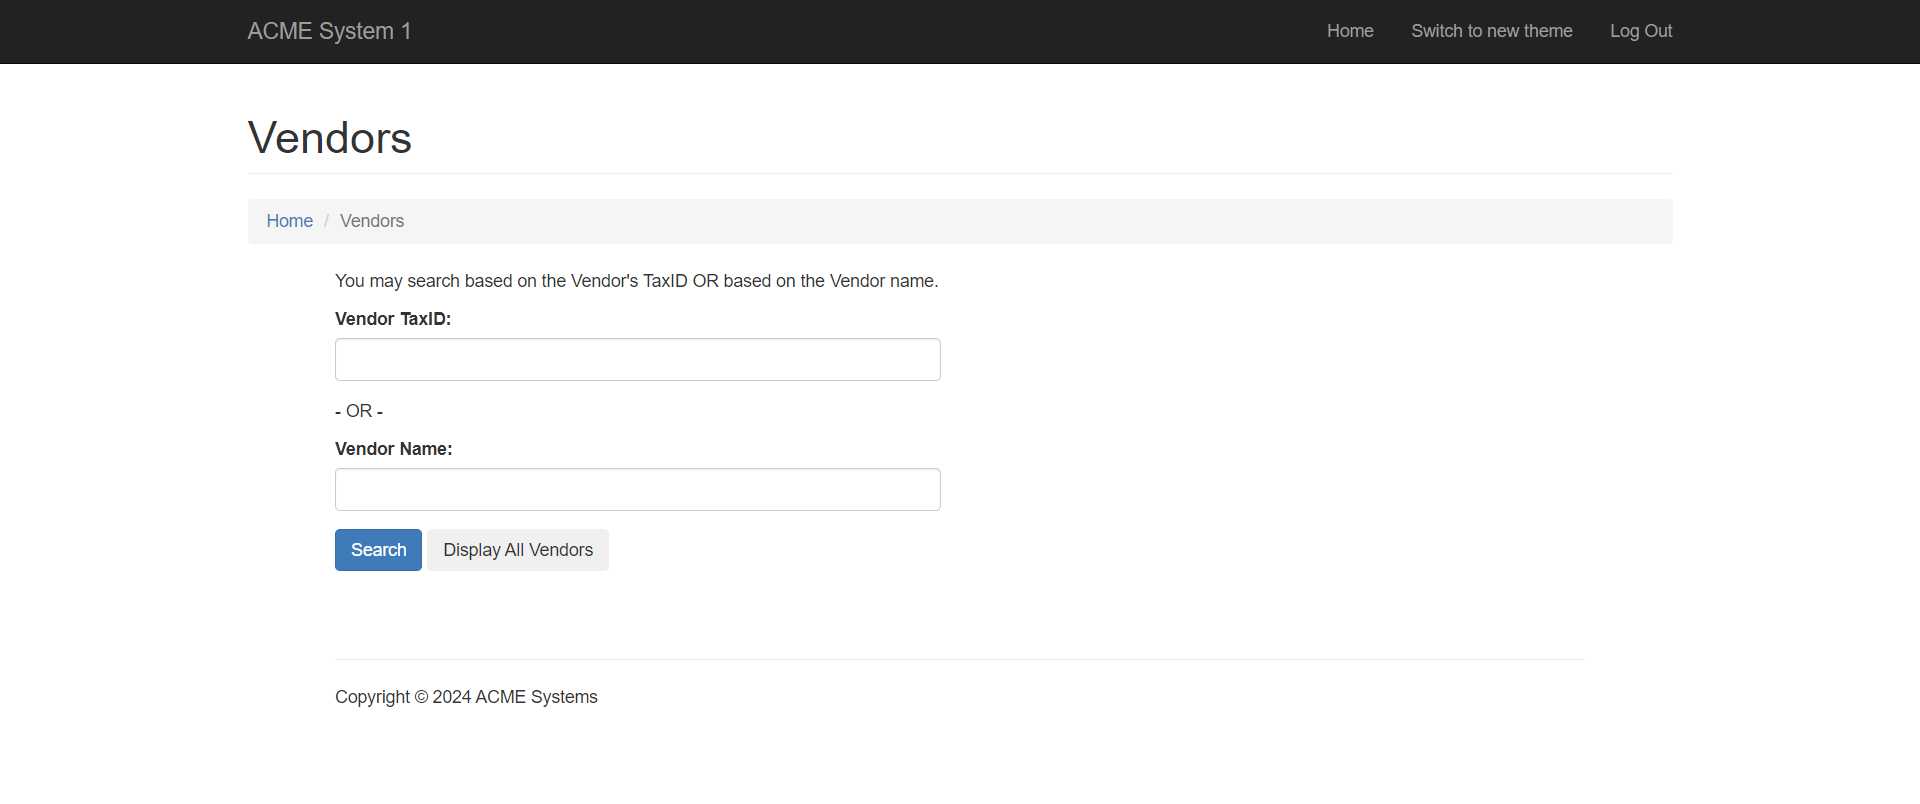 ACME System 1 Home Switch to new theme Log Out
Vendors
Home / Vendors
You may search based on the Vendor's TaxID OR based on the Vendor name.
Vendor TaxID:
- OR -
Vendor Name:
Search Display All Vendors
Copyright © 2024 ACME Systems